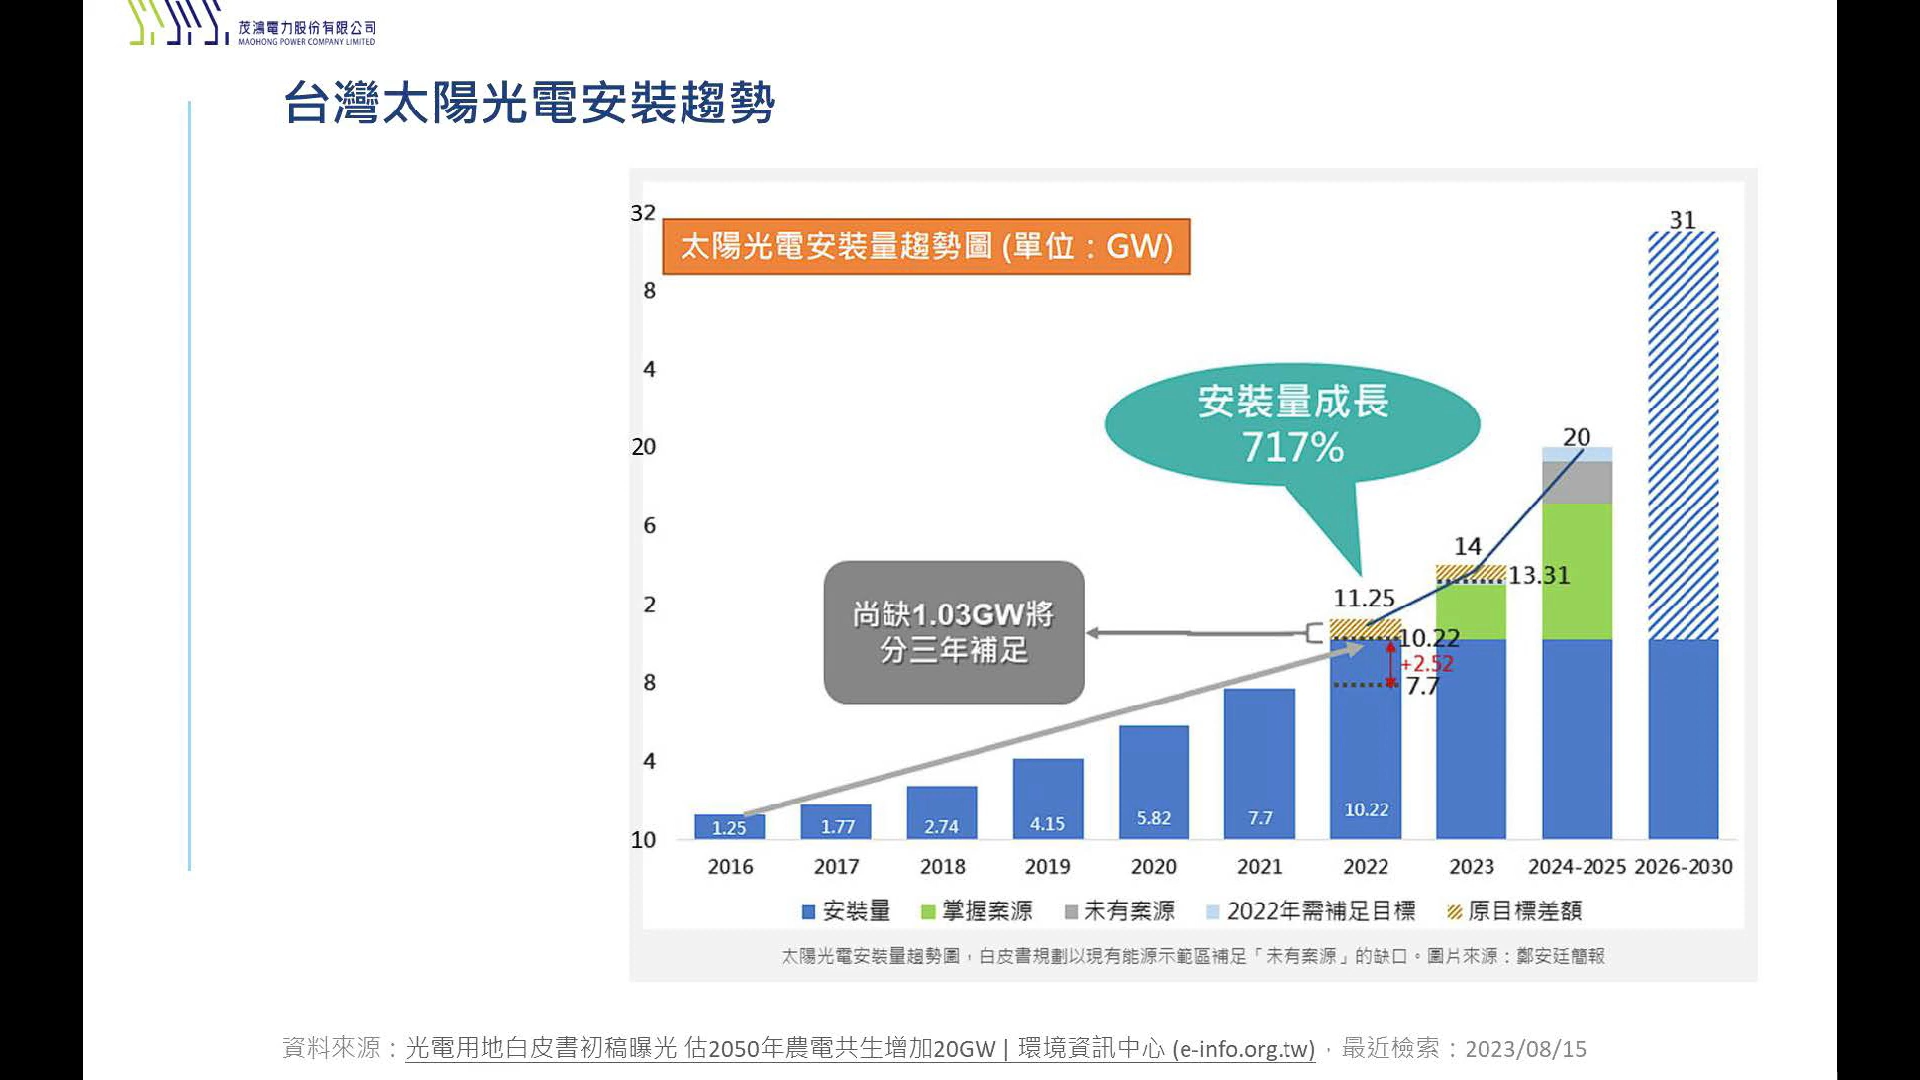 茂鴻電力股份有限公司
MAOHONG POWER COMPANY LIMITED
台灣太陽光電安裝趨勢
32
太陽光電安裝量趨勢圖 (單位：GW)
31
8
4
安裝量成長
717%
20
20
6
14
13.31
2
11.25
尚缺1.03GW將
分三年補足
10.22
+2.52
7.7
8
4
10
1.25
1.77
2.74
4.15
5.82
7.7
10.22
2016
2017
2018
2019
2020
2021
2022
2023
2024-2025
2026-2030
安裝量
掌握案源
未有案源
2022年需補足目標
原目標差額
太陽光電安裝量趨勢圖，白皮書規劃以現有能源示範區補足「未有案源」的缺口。圖片來源：鄭安廷簡報
資料來源：光電用地白皮書初稿曝光 估2050年農電共生增加20GW | 環境資訊中心 (e-info.org.tw)，最近檢索：2023/08/15